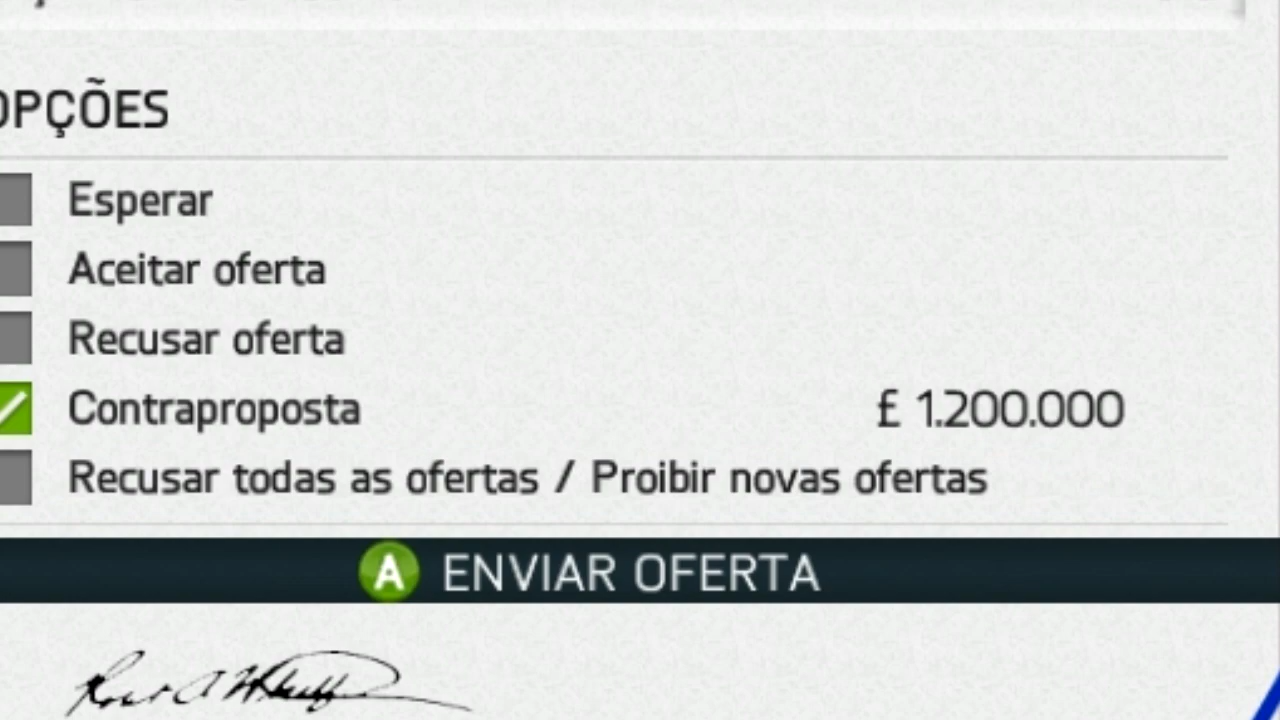 OPÇÕES
Esperar
Aceitar oferta
Recusar oferta
Contraproposta £ 1.200.000
Recusar todas as ofertas / Proibir novas ofertas
A ENVIAR OFERTA